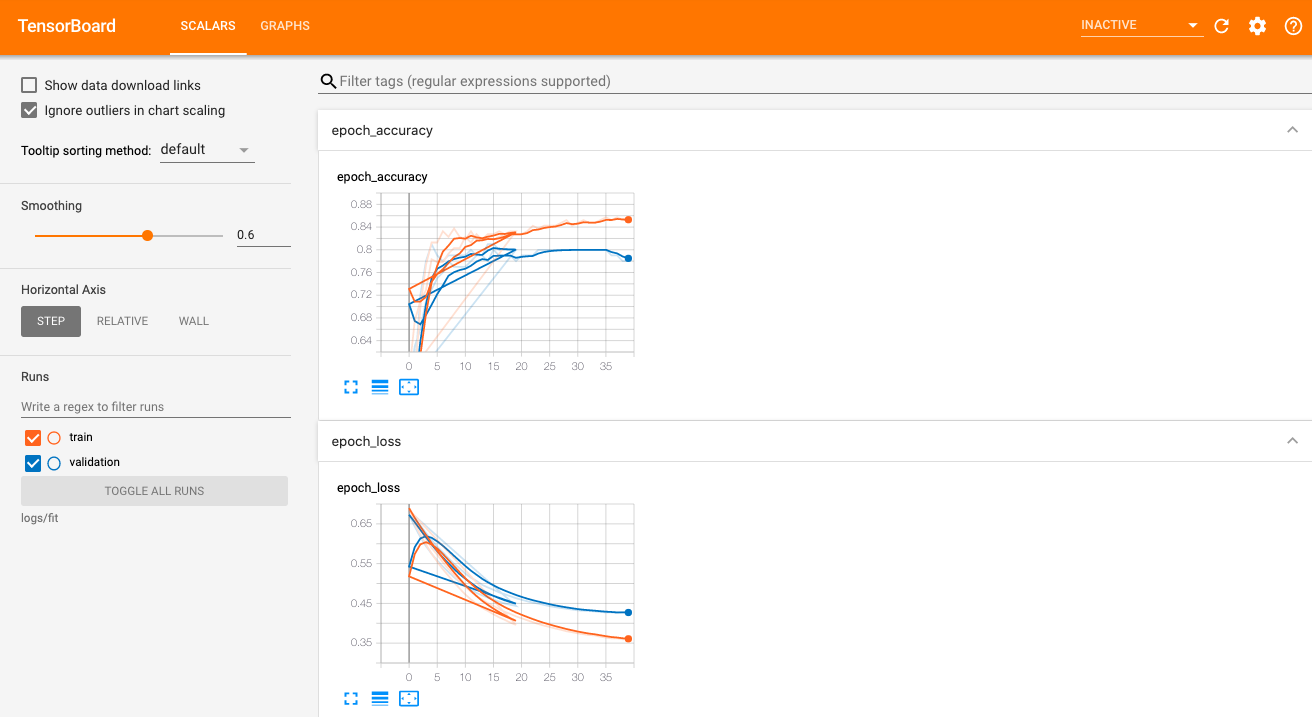 TensorBoard SCALARS GRAPHS INACTIVE
Show data download links
Ignore outliers in chart scaling
Tooltip sorting method: default
Smoothing
0.6
Horizontal Axis
STEP RELATIVE WALL
Runs
Write a regex to filter runs
train
validation
TOGGLE ALL RUNS
logs/fit
Filter tags (regular expressions supported)
epoch_accuracy
epoch_accuracy
0.88
0.84
0.8
0.76
0.72
0.68
0.64
0 5 10 15 20 25 30 35
epoch_loss
epoch_loss
0.65
0.55
0.45
0.35
0 5 10 15 20 25 30 35